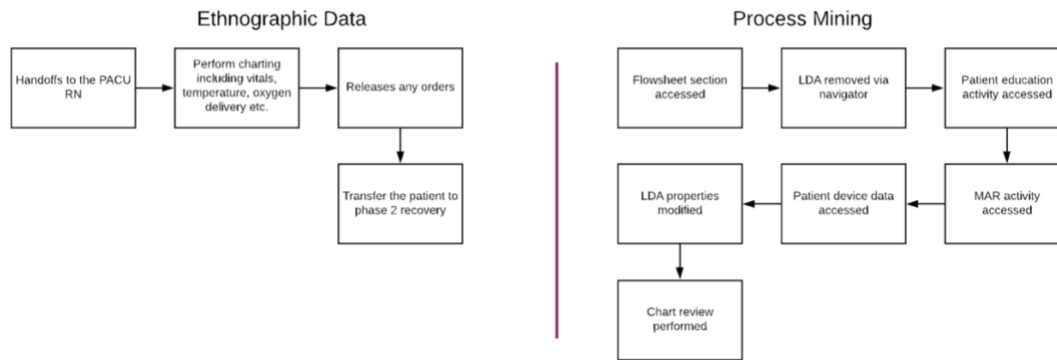 Ethnographic Data
Handoffs to the PACU
RN
Perform charting
including vitals,
temperature, oxygen
delivery etc.
Releases any orders
Transfer the patient to
phase 2 recovery
Process Mining
Flowsheet section
accessed
LDA removed via
navigator
Patient education
activity accessed
MAR activity
accessed
Patient device data
accessed
LDA properties
modified
Chart review
performed